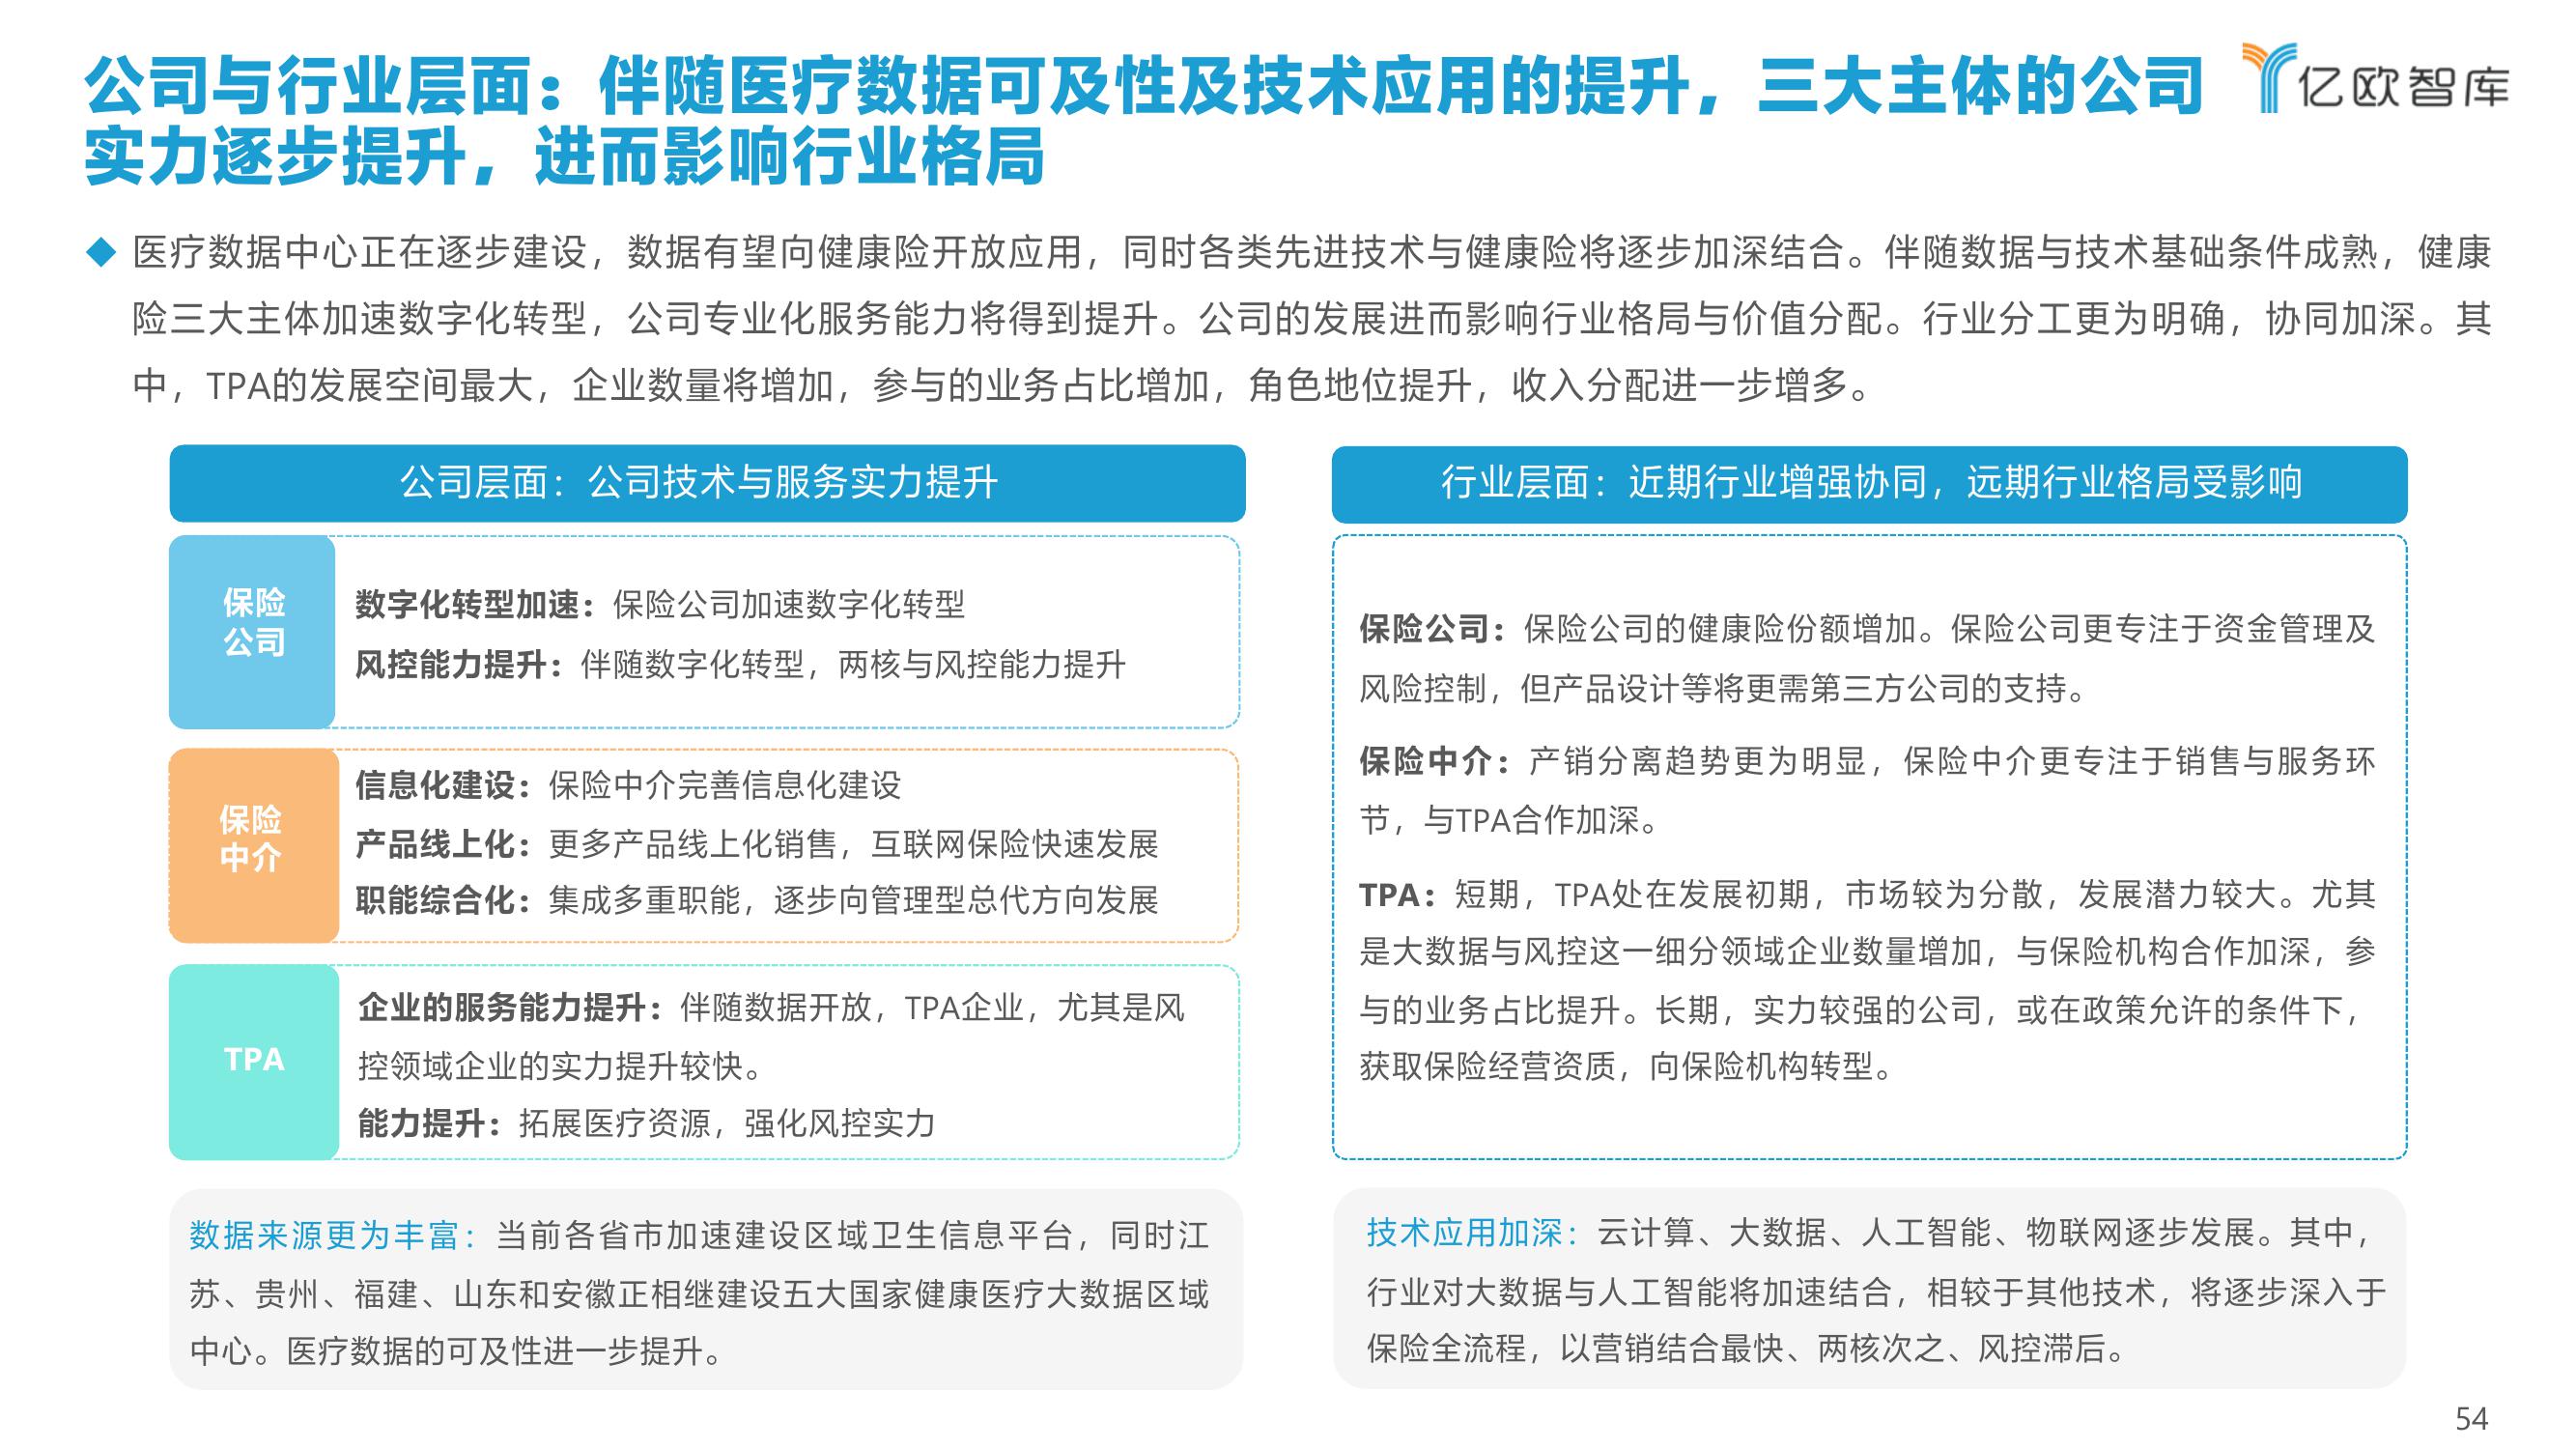 公司与行业层面：伴随医疗数据可及性及技术应用的提升，三大主体的公司
实力逐步提升，进而影响行业格局
亿欧智库
医疗数据中心正在逐步建设，数据有望向健康险开放应用，同时各类先进技术与健康险将逐步加深结合。伴随数据与技术基础条件成熟，健康
险三大主体加速数字化转型，公司专业化服务能力将得到提升。公司的发展进而影响行业格局与价值分配。行业分工更为明确，协同加深。其
中，TPA的发展空间最大，企业数量将增加，参与的业务占比增加，角色地位提升，收入分配进一步增多。
公司层面：公司技术与服务实力提升
保险
公司
数字化转型加速：保险公司加速数字化转型
风控能力提升：伴随数字化转型，两核与风控能力提升
保险
中介
信息化建设：保险中介完善信息化建设
产品线上化：更多产品线上化销售，互联网保险快速发展
职能综合化：集成多重职能，逐步向管理型总代方向发展
TPA
企业的服务能力提升：伴随数据开放，TPA企业，尤其是风
控领域企业的实力提升较快。
能力提升：拓展医疗资源，强化风控实力
行业层面：近期行业增强协同，远期行业格局受影响
保险公司：保险公司的健康险份额增加。保险公司更专注于资金管理及
风险控制，但产品设计等将更需第三方公司的支持。
保险中介：产销分离趋势更为明显，保险中介更专注于销售与服务环
节，与TPA合作加深。
TPA：短期，TPA处在发展初期，市场较为分散，发展潜力较大。尤其
是大数据与风控这一细分领域企业数量增加，与保险机构合作加深，参
与的业务占比提升。长期，实力较强的公司，或在政策允许的条件下，
获取保险经营资质，向保险机构转型。
数据来源更为丰富：当前各省市加速建设区域卫生信息平台，同时江
苏、贵州、福建、山东和安徽正相继建设五大国家健康医疗大数据区域
中心。医疗数据的可及性进一步提升。
技术应用加深：云计算、大数据、人工智能、物联网逐步发展。其中，
行业对大数据与人工智能将加速结合，相较于其他技术，将逐步深入于
保险全流程，以营销结合最快、两核次之、风控滞后。
54